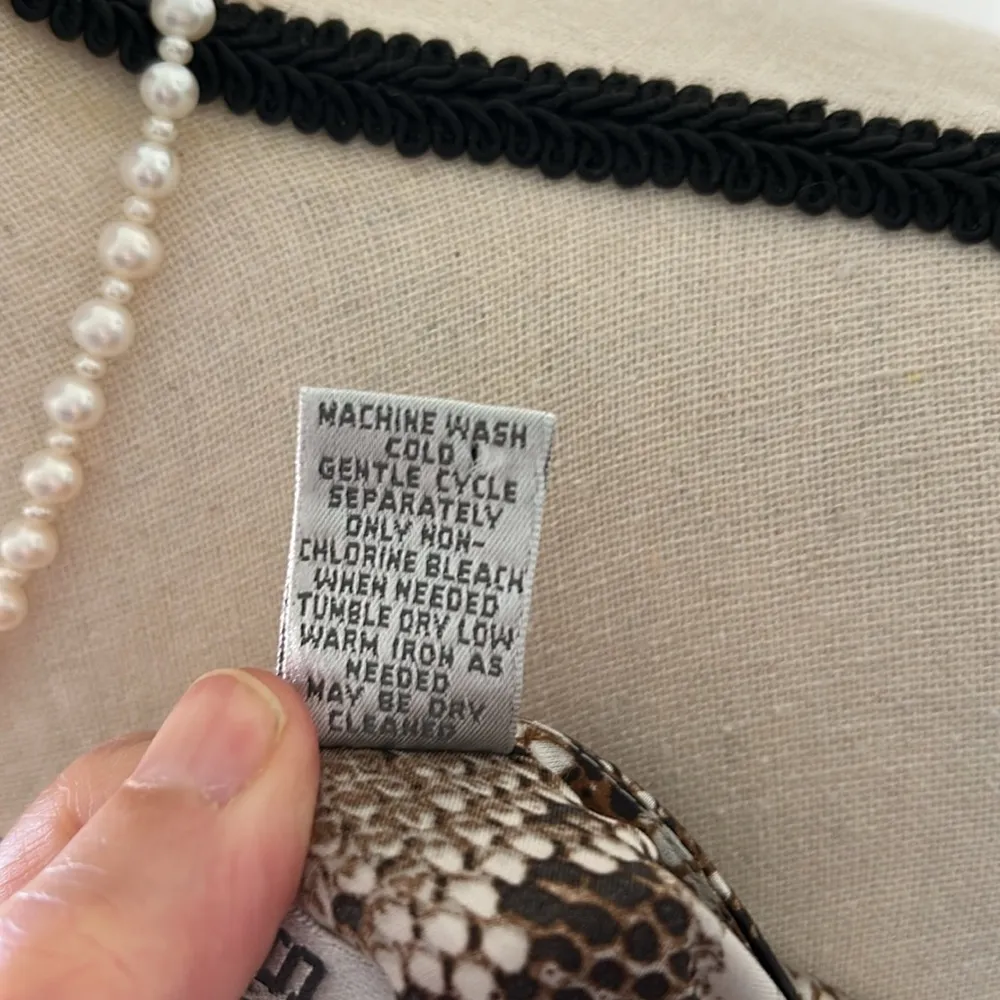 MACHINE WASH
COLD
GENTLE CYCLE
SEPARATELY
ONLY NON-
CHLORINE BLEACH
WHEN NEEDED
TUMBLE DRY LOW
WARM IRON AS
NEEDED
MAY BE DRY
CLEANED